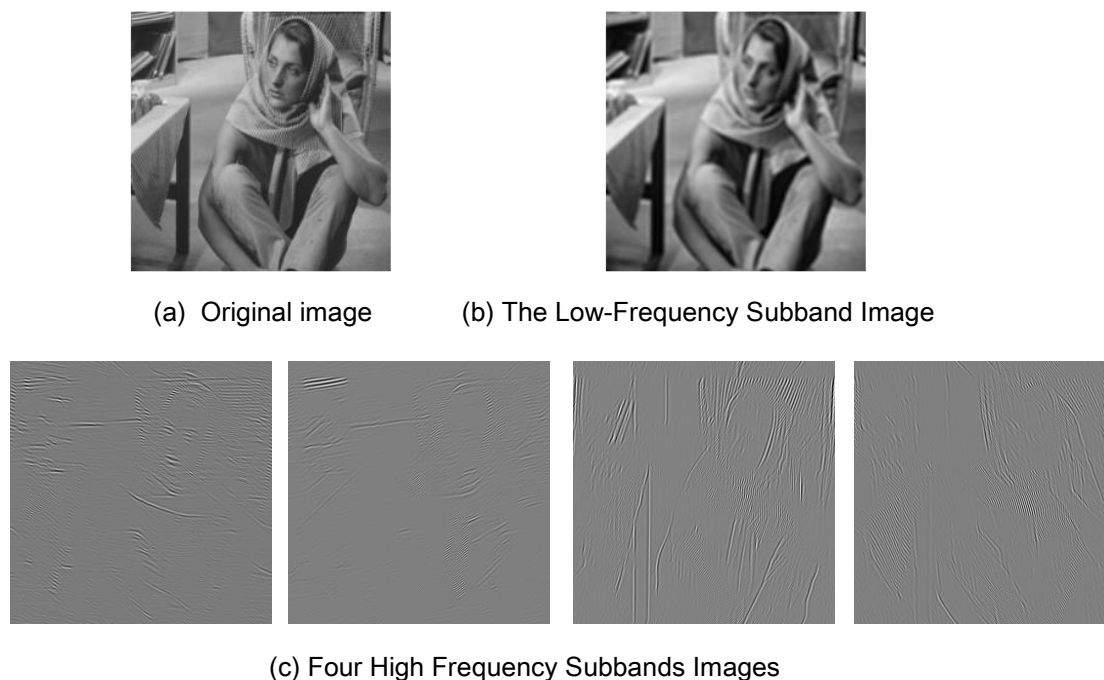 (a) Original image
(b) The Low-Frequency Subband Image
(c) Four High Frequency Subbands Images